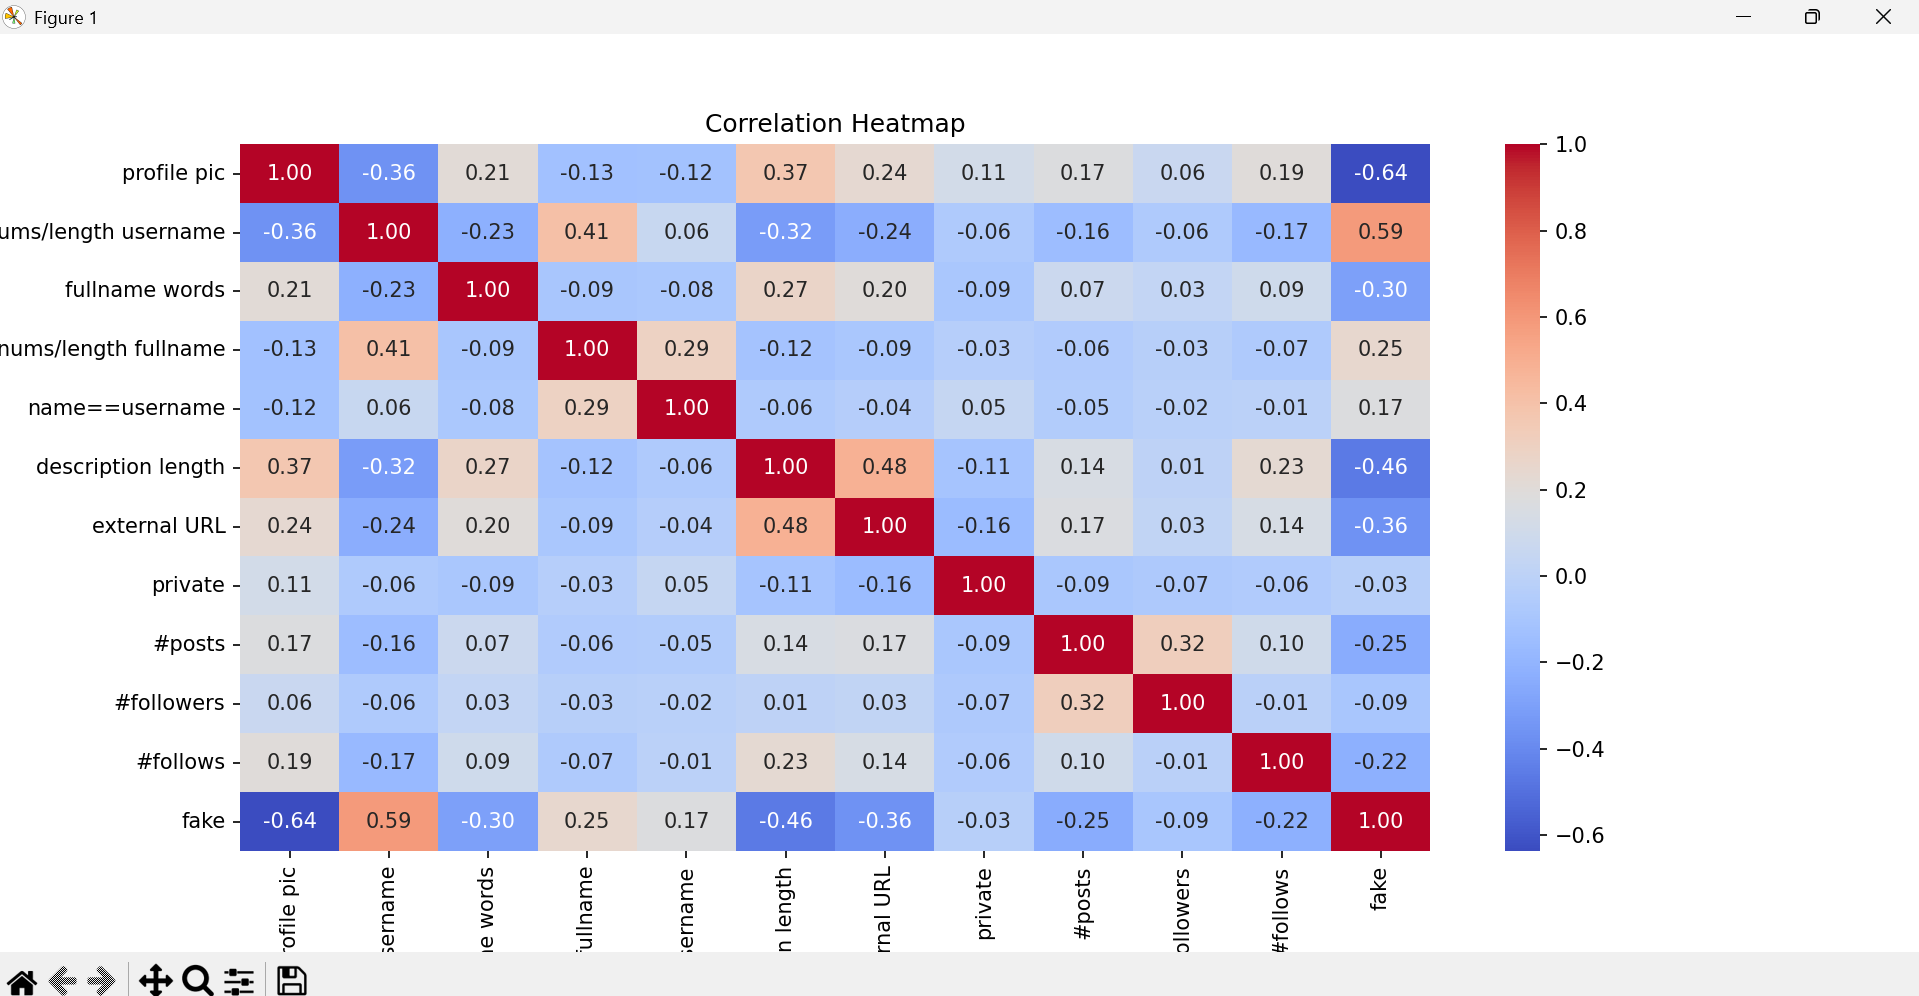 Figure 1
Correlation Heatmap
profile pic 1.00 -0.36 0.21 -0.13 -0.12 0.37 0.24 0.11 0.17 0.06 0.19 -0.64
ums/length username -0.36 1.00 -0.23 0.41 0.06 -0.32 -0.24 -0.06 -0.16 -0.06 -0.17 0.59
fullname words 0.21 -0.23 1.00 -0.09 -0.08 0.27 0.20 -0.09 0.07 0.03 0.09 -0.30
nums/length fullname -0.13 0.41 -0.09 1.00 0.29 -0.12 -0.09 -0.03 -0.06 -0.03 -0.07 0.25
name==username -0.12 0.06 -0.08 0.29 1.00 -0.06 -0.04 0.05 -0.05 -0.02 -0.01 0.17
description length 0.37 -0.32 0.27 -0.12 -0.06 1.00 0.48 -0.11 0.14 0.01 0.23 -0.46
external URL 0.24 -0.24 0.20 -0.09 -0.04 0.48 1.00 -0.16 0.17 0.03 0.14 -0.36
private 0.11 -0.06 -0.09 -0.03 0.05 -0.11 -0.16 1.00 -0.09 -0.07 -0.06 -0.03
#posts 0.17 -0.16 0.07 -0.06 -0.05 0.14 0.17 -0.09 1.00 0.32 0.10 -0.25
#followers 0.06 -0.06 0.03 -0.03 -0.02 0.01 0.03 -0.07 0.32 1.00 -0.01 -0.09
#follows 0.19 -0.17 0.09 -0.07 -0.01 0.23 0.14 -0.06 0.10 -0.01 1.00 -0.22
fake -0.64 0.59 -0.30 0.25 0.17 -0.46 -0.36 -0.03 -0.25 -0.09 -0.22 1.00
rofile pic
sername
e words
ullname
sername
n length
rnal URL
private
#posts
ollowers
#follows
fake
1.0
0.8
0.6
0.4
0.2
0.0
−0.2
−0.4
−0.6